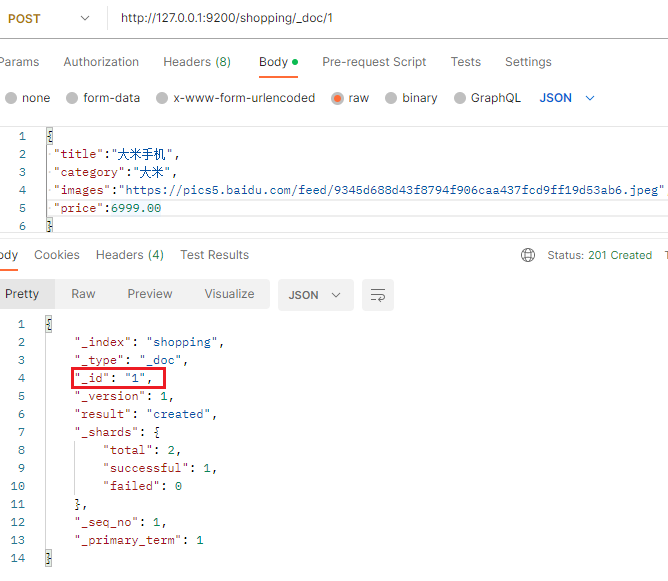 POST http://127.0.0.1:9200/shopping/_doc/1
Params Authorization Headers (8) Body Pre-request Script Tests Settings
none form-data x-www-form-urlencoded raw binary GraphQL JSON
1 {
2 "title":"大米手机",
3 "category":"大米",
4 "images":"https://pics5.baidu.com/feed/9345d688d43f8794f906caa437fcd9ff19d53ab6.jpeg"
5 "price":6999.00
6 }
ody Cookies Headers (4) Test Results Status: 201 Created
Pretty Raw Preview Visualize JSON
1 {
2 "_index": "shopping",
3 "_type": "_doc",
4 "_id": "1",
5 "_version": 1,
6 "result": "created",
7 "_shards": {
8 "total": 2,
9 "successful": 1,
10 "failed": 0
11 },
12 "_seq_no": 1,
13 "_primary_term": 1
14 }